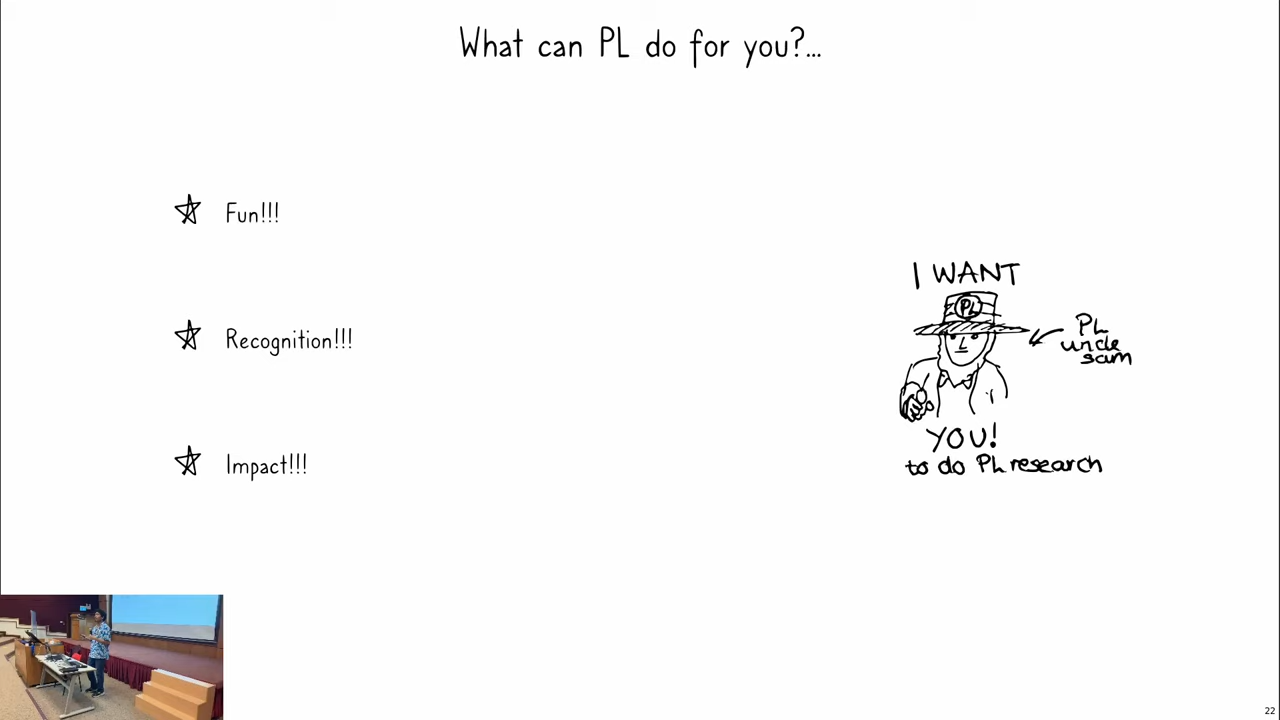 What can PL do for you?...
Fun!!!
Recognition!!!
Impact!!!
I WANT
PL
PL
uncle
sam
YOU!
to do PL research
22